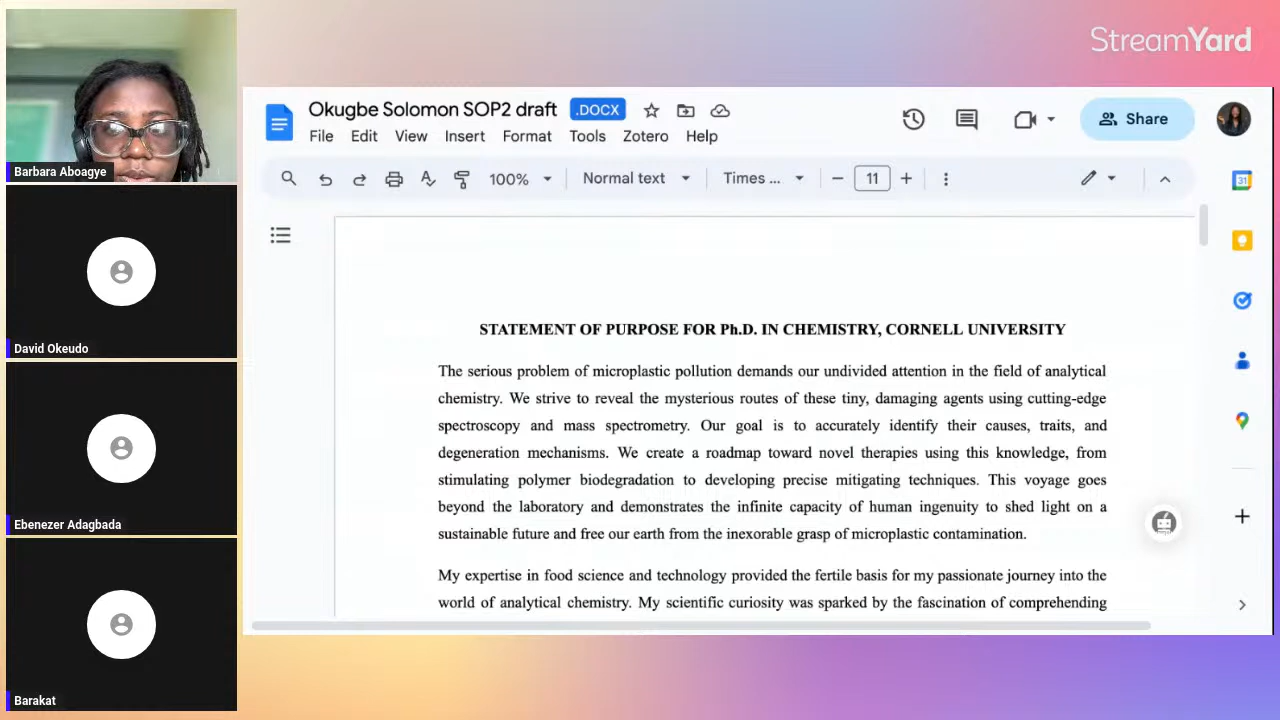 StreamYard
Barbara Aboagye
David Okeudo
Ebenezer Adagbada
Barakat
Okugbe Solomon SOP2 draft .DOCX
Share
File Edit View Insert Format Tools Zotero Help
100% Normal text Times ... 11
31
STATEMENT OF PURPOSE FOR Ph.D. IN CHEMISTRY, CORNELL UNIVERSITY
The serious problem of microplastic pollution demands our undivided attention in the field of analytical
chemistry. We strive to reveal the mysterious routes of these tiny, damaging agents using cutting-edge
spectroscopy and mass spectrometry. Our goal is to accurately identify their causes, traits, and
degeneration mechanisms. We create a roadmap toward novel therapies using this knowledge, from
stimulating polymer biodegradation to developing precise mitigating techniques. This voyage goes
beyond the laboratory and demonstrates the infinite capacity of human ingenuity to shed light on a
sustainable future and free our earth from the inexorable grasp of microplastic contamination.
My expertise in food science and technology provided the fertile basis for my passionate journey into the
world of analytical chemistry. My scientific curiosity was sparked by the fascination of comprehending